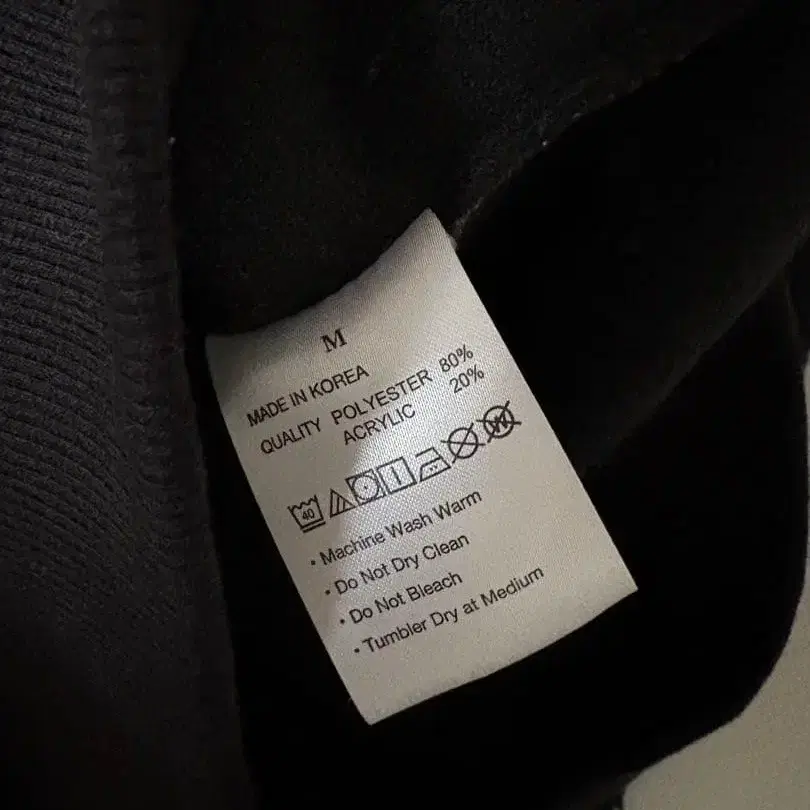 M
MADE IN KOREA
QUALITY POLYESTER 80%
ACRYLIC 20%
40 W
• Machine Wash Warm
• Do Not Dry Clean
• Do Not Bleach
• Tumbler Dry at Medium